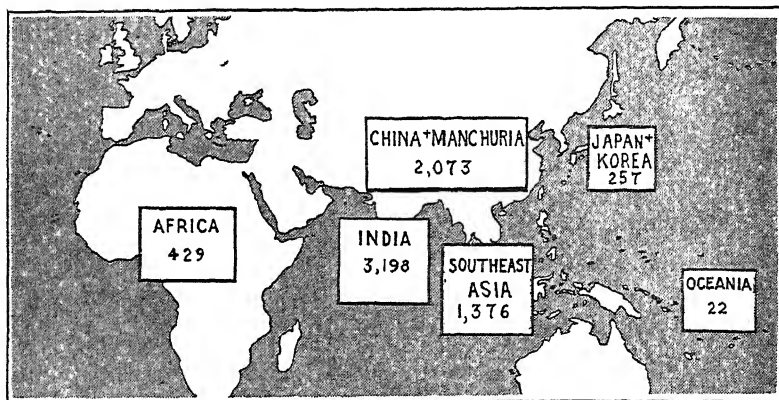 CHINA+MANCHURIA
2,073
JAPAN+
KOREA
257
AFRICA
429
INDIA
3,198
SOUTHEAST
ASIA
1,376
OCEANIA
22